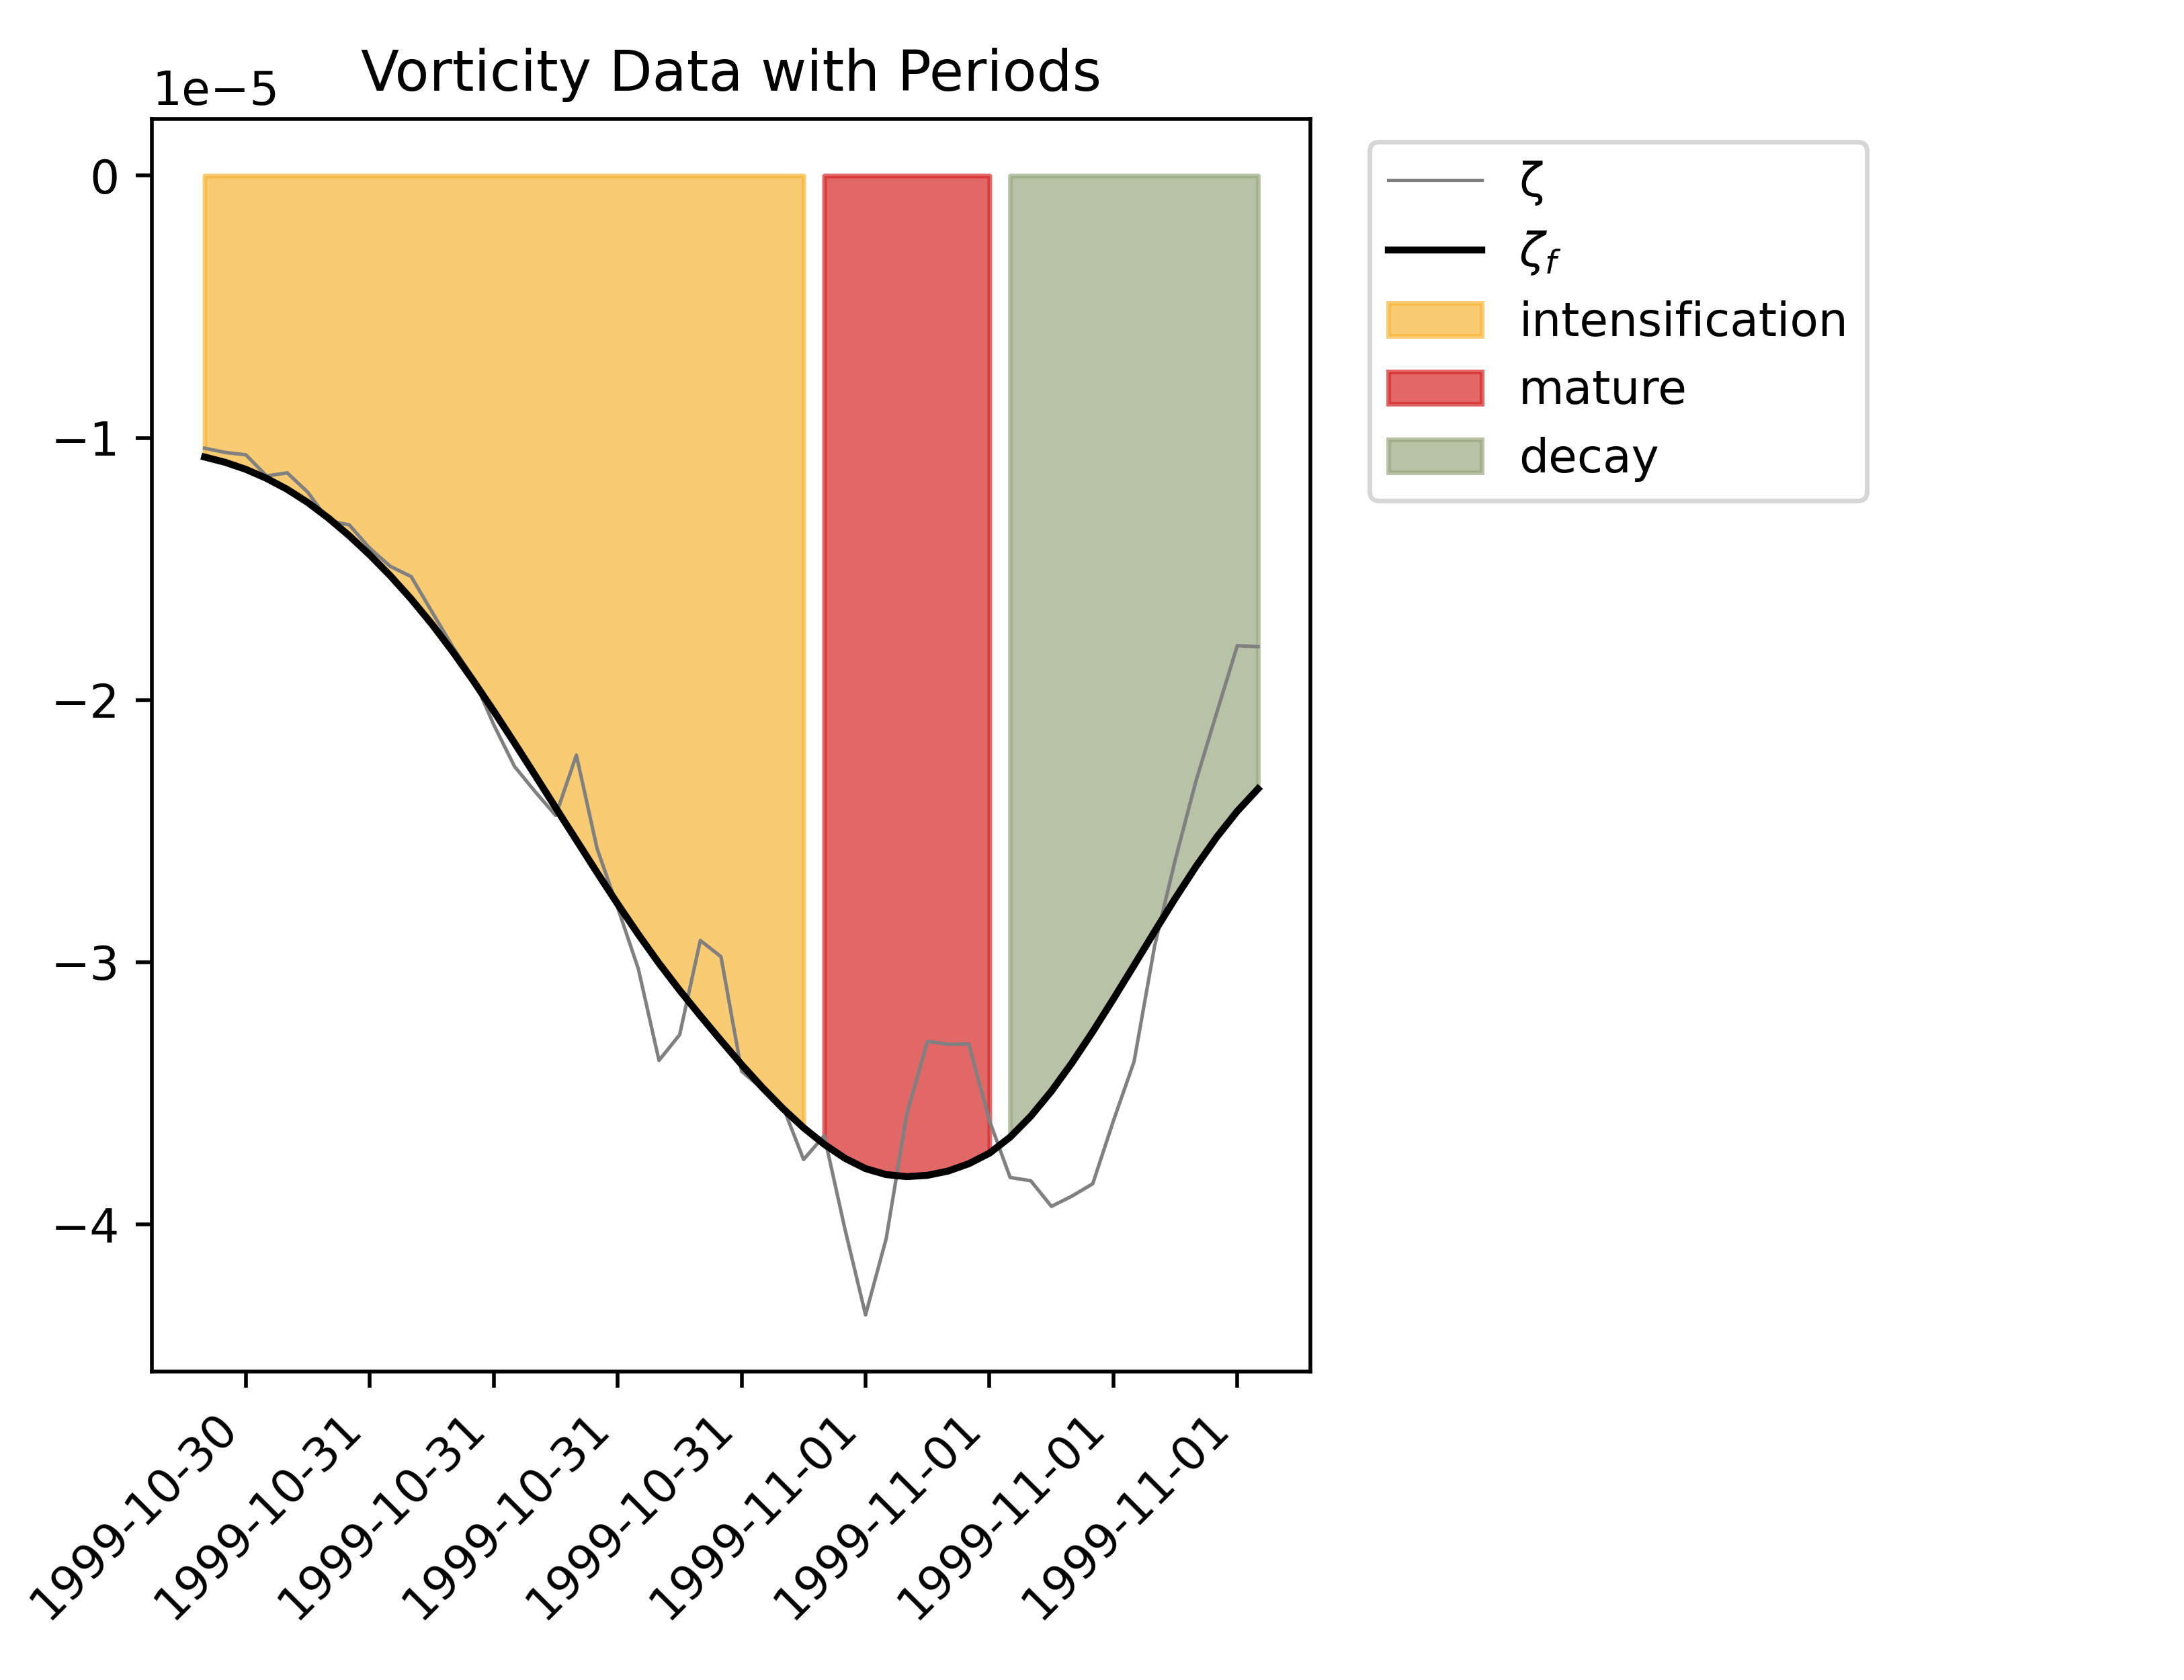 Vorticity Data with Periods
1e−5
0
−1
−2
−3
−4
1999-10-30
1999-10-31
1999-10-31
1999-10-31
1999-10-31
1999-11-01
1999-11-01
1999-11-01
1999-11-01
ζ
ζf
intensification
mature
decay